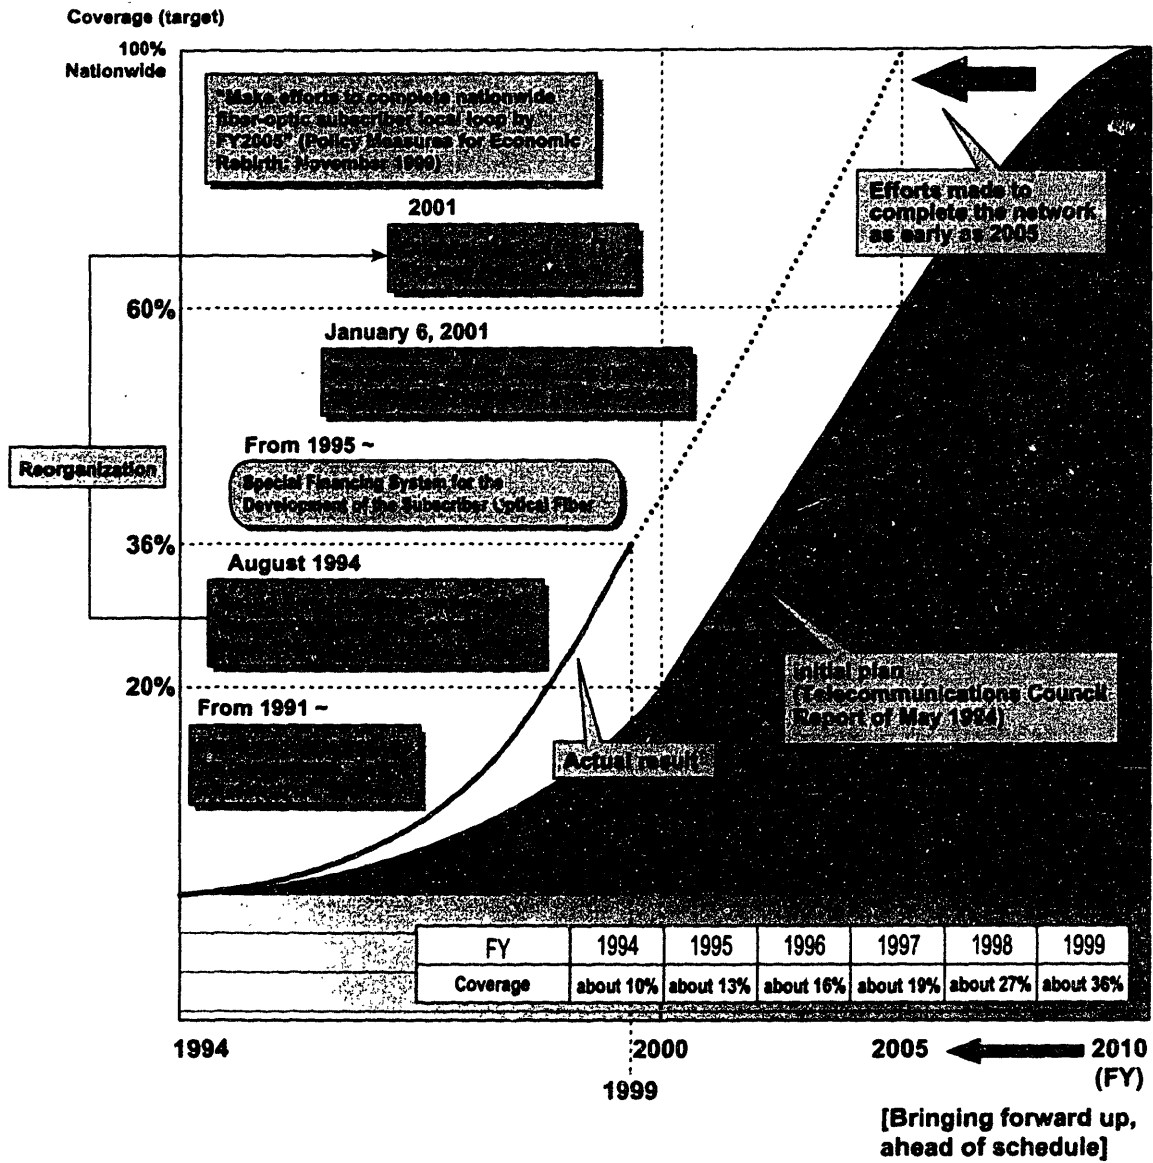 Coverage (target)
100%
Nationwide
"Make efforts to complete nationwide
fiber-optic subscriber local loop by
FY2005" (Policy Measures for Economic
Rebirth: November 1999)
Efforts made to
complete the network
as early as 2005
2001
60%
January 6, 2001
From 1995 ~
Special Financing System for the
Development of the Subscriber Optical Fiber
Reorganization
36%
August 1994
20%
From 1991 ~
Initial plan
(Telecommunications Council
Report of May 1994)
Actual result
FY 1994 1995 1996 1997 1998 1999
Coverage about 10% about 13% about 16% about 19% about 27% about 36%
1994 2000 2005 2010
1999 (FY)
[Bringing forward up,
ahead of schedule]